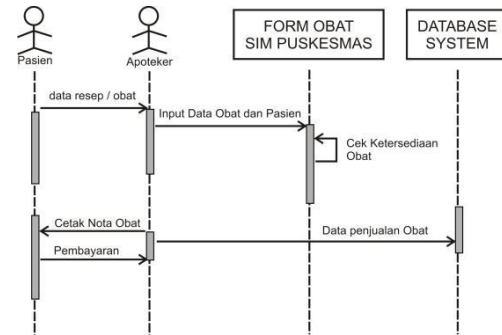 FORM OBAT
SIM PUSKESMAS
DATABASE
SYSTEM
Pasien
Apoteker
data resep / obat
Input Data Obat dan Pasien
Cek Ketersediaan
Obat
Cetak Nota Obat
Data penjualan Obat
Pembayaran